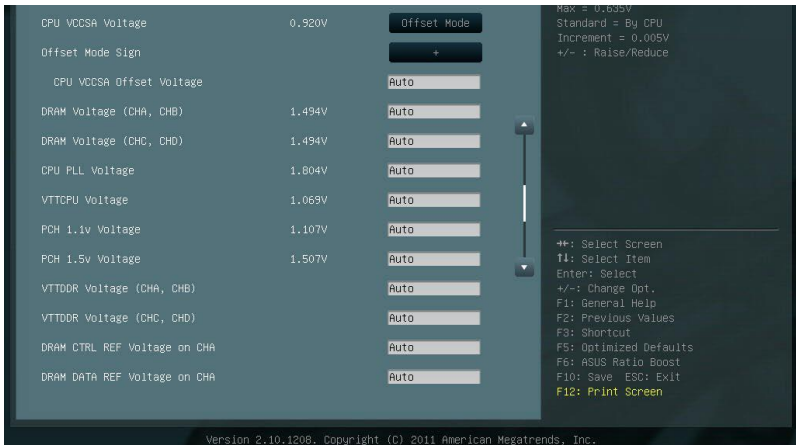 CPU VCCSA Voltage 0.920V Offset Mode
Offset Mode Sign +
CPU VCCSA Offset Voltage Auto
DRAM Voltage (CHA, CHB) 1.494V Auto
DRAM Voltage (CHC, CHD) 1.494V Auto
CPU PLL Voltage 1.804V Auto
VTTCPU Voltage 1.069V Auto
PCH 1.1v Voltage 1.107V Auto
PCH 1.5v Voltage 1.507V Auto
VTTDDR Voltage (CHA, CHB) Auto
VTTDDR Voltage (CHC, CHD) Auto
DRAM CTRL REF Voltage on CHA Auto
DRAM DATA REF Voltage on CHA Auto
Max = 0.635V
Standard = By CPU
Increment = 0.005V
+/- : Raise/Reduce
→←: Select Screen
↑↓: Select Item
Enter: Select
+/-: Change Opt.
F1: General Help
F2: Previous Values
F3: Shortcut
F5: Optimized Defaults
F6: ASUS Ratio Boost
F10: Save ESC: Exit
F12: Print Screen
Version 2.10.1208. Copyright (C) 2011 American Megatrends, Inc.